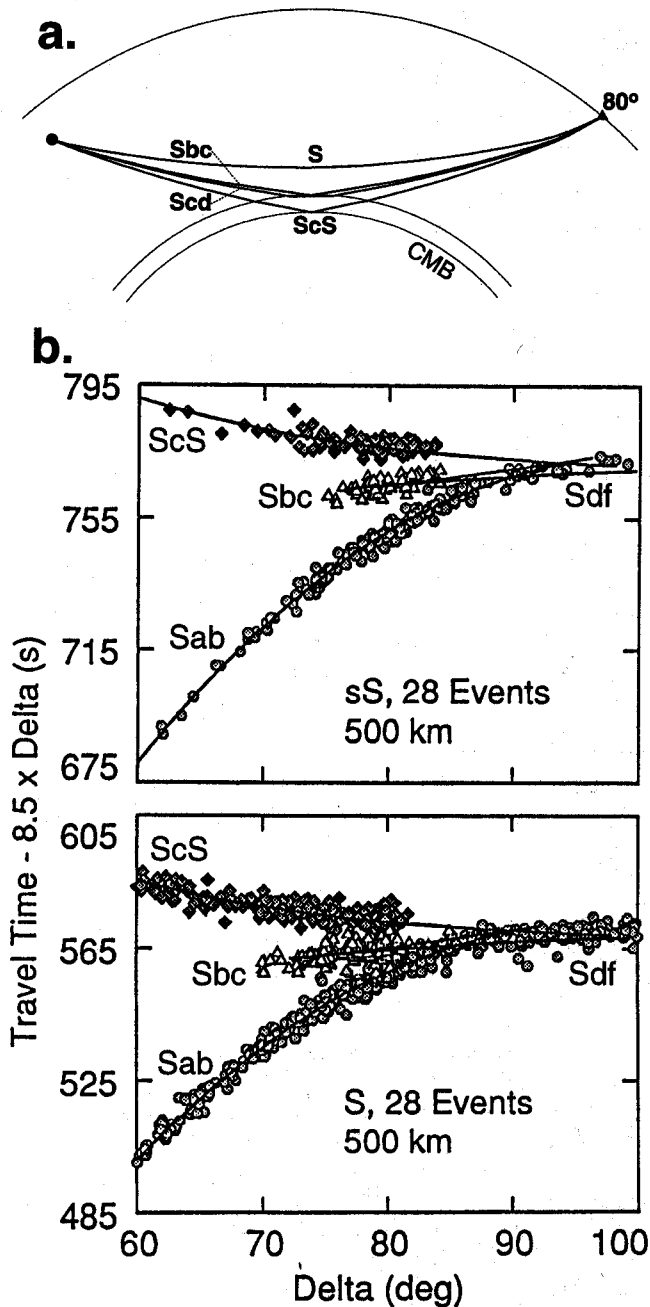 a.
80º
Sbc
S
Scd
ScS
CMB
b.
Travel Time - 8.5 x Delta (s)
795
755
715
675
ScS
Sbc
Sdf
Sab
sS, 28 Events
500 km
605
565
525
485
ScS
Sbc
Sdf
Sab
S, 28 Events
500 km
60
70
80
90
100
Delta (deg)